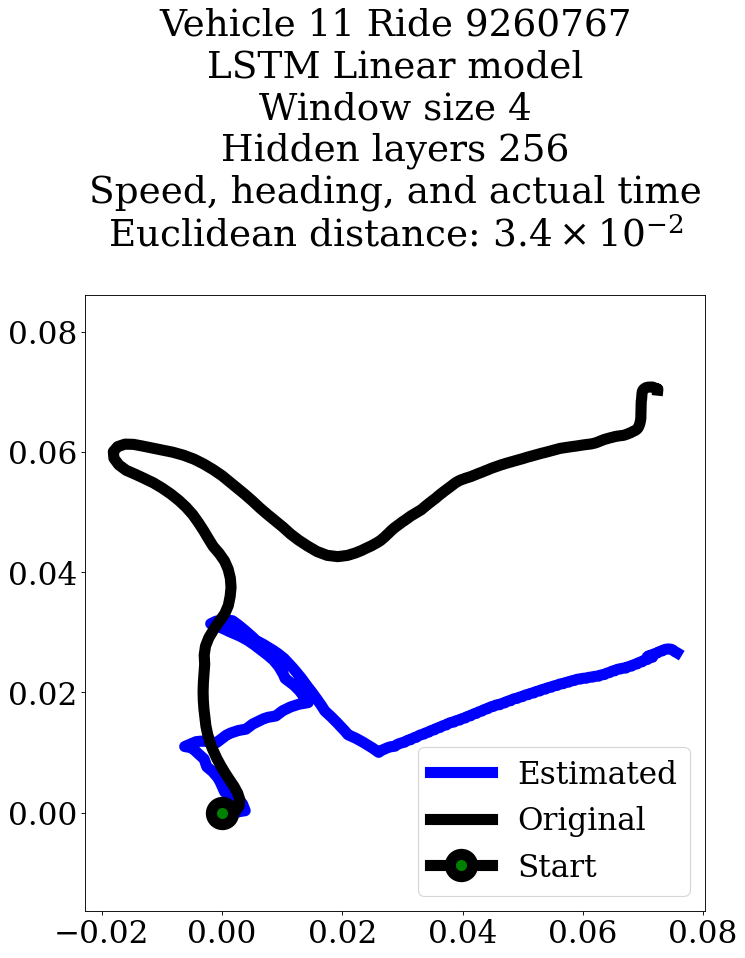 Vehicle 11 Ride 9260767
LSTM Linear model
Window size 4
Hidden layers 256
Speed, heading, and actual time
Euclidean distance: 3.4 × 10⁻²
0.08
0.06
0.04
0.02
0.00
Estimated
Original
Start
−0.02 0.00 0.02 0.04 0.06 0.08